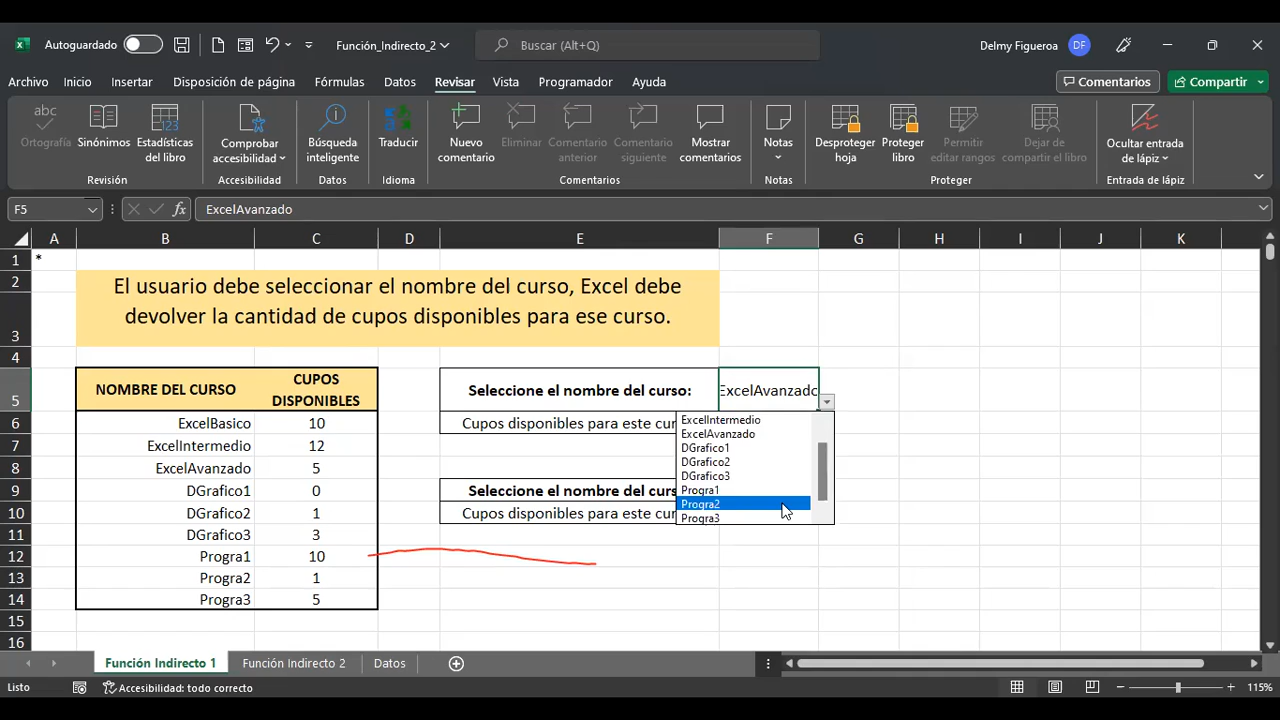 Autoguardado
Función_Indirecto_2
Buscar (Alt+Q)
Delmy Figueroa
DF
Archivo Inicio Insertar Disposición de página Fórmulas Datos Revisar Vista Programador Ayuda
Comentarios
Compartir
abc
Ortografía
Sinónimos
123
Estadísticas
del libro
Revisión
Comprobar
accesibilidad
Accesibilidad
Búsqueda
inteligente
Datos
Traducir
Idioma
Nuevo
comentario
Eliminar
Comentario
anterior
Comentario
siguiente
Mostrar
comentarios
Comentarios
Notas
Notas
Desproteger
hoja
Proteger
libro
Permitir
editar rangos
Dejar de
compartir el libro
Proteger
Ocultar entrada
de lápiz
Entrada de lápiz
F5
fx
ExcelAvanzado
A B C D E F G H I J K
1 *
2 El usuario debe seleccionar el nombre del curso, Excel debe
3 devolver la cantidad de cupos disponibles para ese curso.
4
5 NOMBRE DEL CURSO CUPOS DISPONIBLES Seleccione el nombre del curso: ExcelAvanzado
6 ExcelBasico 10 Cupos disponibles para este cur
7 ExcelIntermedio 12
8 ExcelAvanzado 5
9 DGrafico1 0 Seleccione el nombre del curs
10 DGrafico2 1 Cupos disponibles para este cur
11 DGrafico3 3
12 Progra1 10
13 Progra2 1
14 Progra3 5
15
16
ExcelIntermedio
ExcelAvanzado
DGrafico1
DGrafico2
DGrafico3
Progra1
Progra2
Progra3
Función Indirecto 1 Función Indirecto 2 Datos
Listo
Accesibilidad: todo correcto
115%